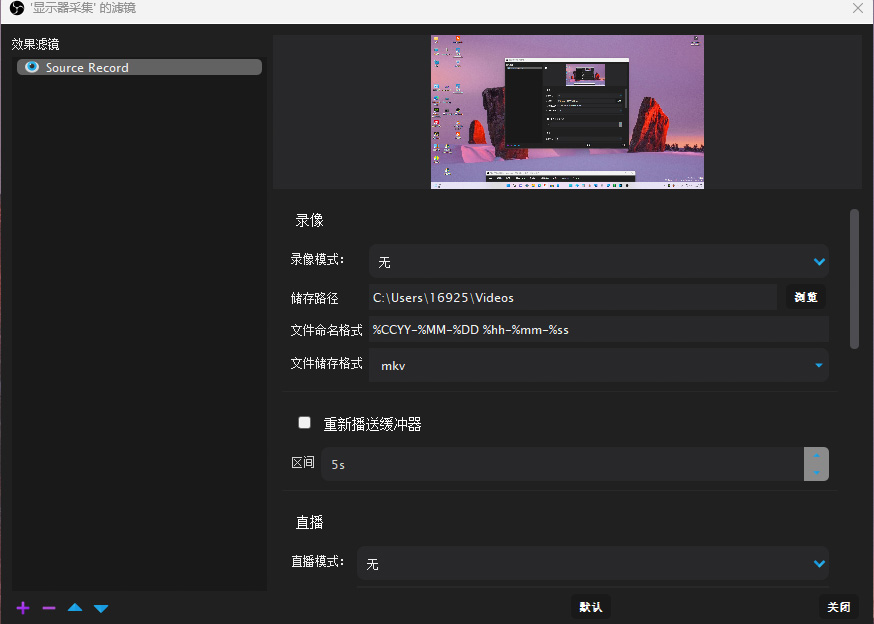 '显示器采集' 的滤镜
效果滤镜
Source Record
录像
录像模式：
无
储存路径
C:\Users\16925\Videos
浏览
文件命名格式
%CCYY-%MM-%DD %hh-%mm-%ss
文件储存格式
mkv
重新播送缓冲器
区间
5s
直播
直播模式：
无
默认
关闭